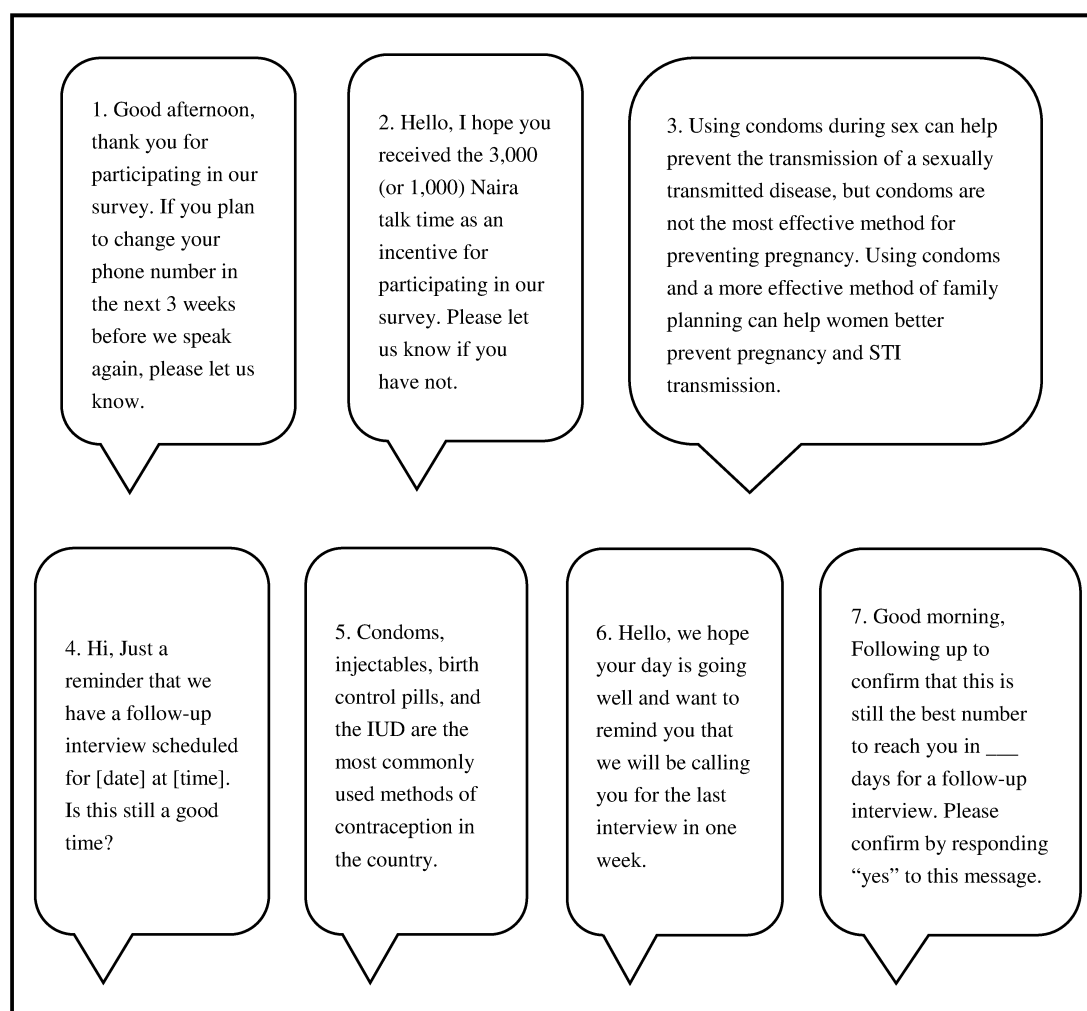 1. Good afternoon,
thank you for
participating in our
survey. If you plan
to change your
phone number in
the next 3 weeks
before we speak
again, please let us
know.
2. Hello, I hope you
received the 3,000
(or 1,000) Naira
talk time as an
incentive for
participating in our
survey. Please let
us know if you
have not.
3. Using condoms during sex can help
prevent the transmission of a sexually
transmitted disease, but condoms are
not the most effective method for
preventing pregnancy. Using condoms
and a more effective method of family
planning can help women better
prevent pregnancy and STI
transmission.
4. Hi, Just a
reminder that we
have a follow-up
interview scheduled
for [date] at [time].
Is this still a good
time?
5. Condoms,
injectables, birth
control pills, and
the IUD are the
most commonly
used methods of
contraception in
the country.
6. Hello, we hope
your day is going
well and want to
remind you that
we will be calling
you for the last
interview in one
week.
7. Good morning,
Following up to
confirm that this is
still the best number
to reach you in ___
days for a follow-up
interview. Please
confirm by responding
“yes” to this message.